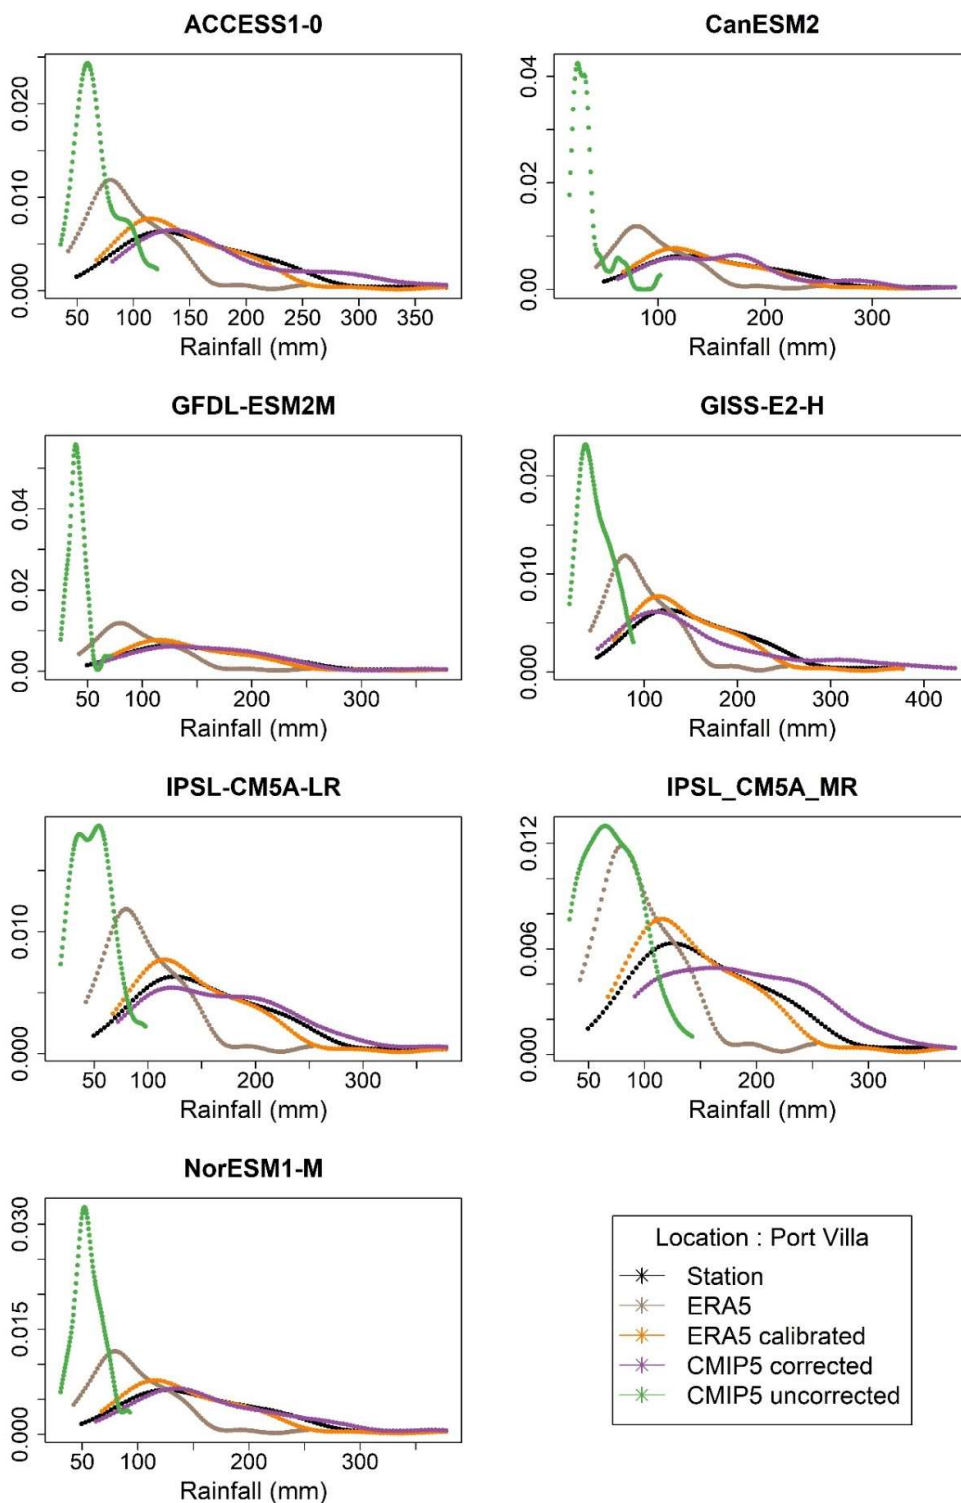 ACCESS1-0
0.020
0.010
0.000
50 100 150 200 250 300 350
Rainfall (mm)
CanESM2
0.04
0.02
0.00
100 200 300
Rainfall (mm)
GFDL-ESM2M
0.04
0.02
0.00
50 100 200 300
Rainfall (mm)
GISS-E2-H
0.020
0.010
0.000
100 200 300 400
Rainfall (mm)
IPSL-CM5A-LR
0.010
0.000
50 100 200 300
Rainfall (mm)
IPSL_CM5A_MR
0.012
0.006
0.000
50 100 200 300
Rainfall (mm)
NorESM1-M
0.030
0.015
0.000
50 100 200 300
Rainfall (mm)
Location : Port Villa
Station
ERA5
ERA5 calibrated
CMIP5 corrected
CMIP5 uncorrected